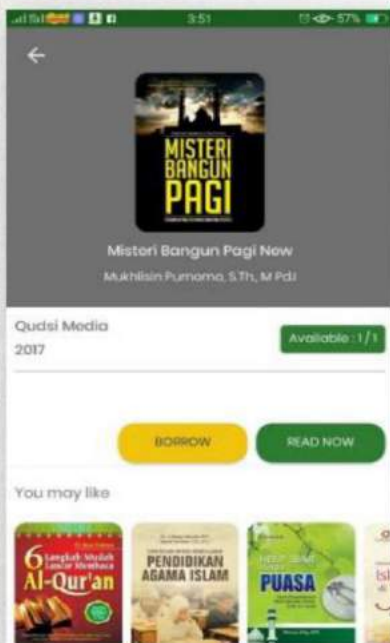 3:51
57%
MISTERI
BANGUN
PAGI
Misteri Bangun Pagi New
Mukhlisin Purnomo, S.Th., M Pd.I
Qudsi Media
2017
Available : 1 / 1
BORROW
READ NOW
You may like
6 Langkah Mudah
Lancar Membaca
Al-Qur'an
PENDIDIKAN
AGAMA ISLAM
PUASA